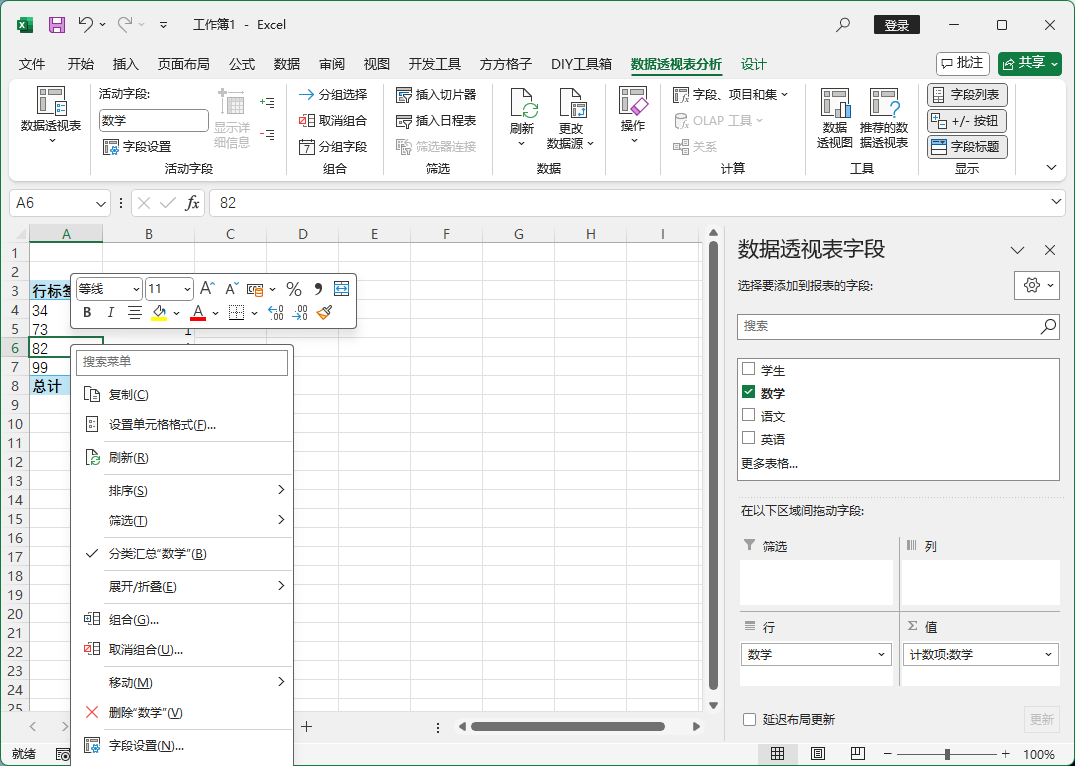 工作簿1 - Excel
登录
文件 开始 插入 页面布局 公式 数据 审阅 视图 开发工具 方方格子 DIY工具箱 数据透视表分析 设计 批注 共享
数据透视表
活动字段:
数学
字段设置
显示详
细信息
活动字段
分组选择
取消组合
分组字段
组合
插入切片器
插入日程表
筛选器连接
筛选
刷新
更改
数据源
数据
操作
字段、项目和集
OLAP 工具
关系
计算
数据
透视图
推荐的数
据透视表
工具
字段列表
+/- 按钮
字段标题
显示
A6 fx 82
A B C D E F G H I
1
2
3 行标签
4 34
5 73 1
6 82
7 99
8 总计
9
10
11
12
13
14
15
16
17
18
19
20
21
22
23
24
25
等线 11 A A % ,
B I A .00 .00
搜索菜单
复制(C)
设置单元格格式(F)...
刷新(R)
排序(S)
筛选(T)
分类汇总"数学"(B)
展开/折叠(E)
组合(G)...
取消组合(U)...
移动(M)
删除"数学"(V)
字段设置(N)...
数据透视表字段
选择要添加到报表的字段:
搜索
学生
数学
语文
英语
更多表格...
在以下区域间拖动字段:
筛选 列
行 Σ 值
数学 计数项:数学
延迟布局更新 更新
就绪 100%